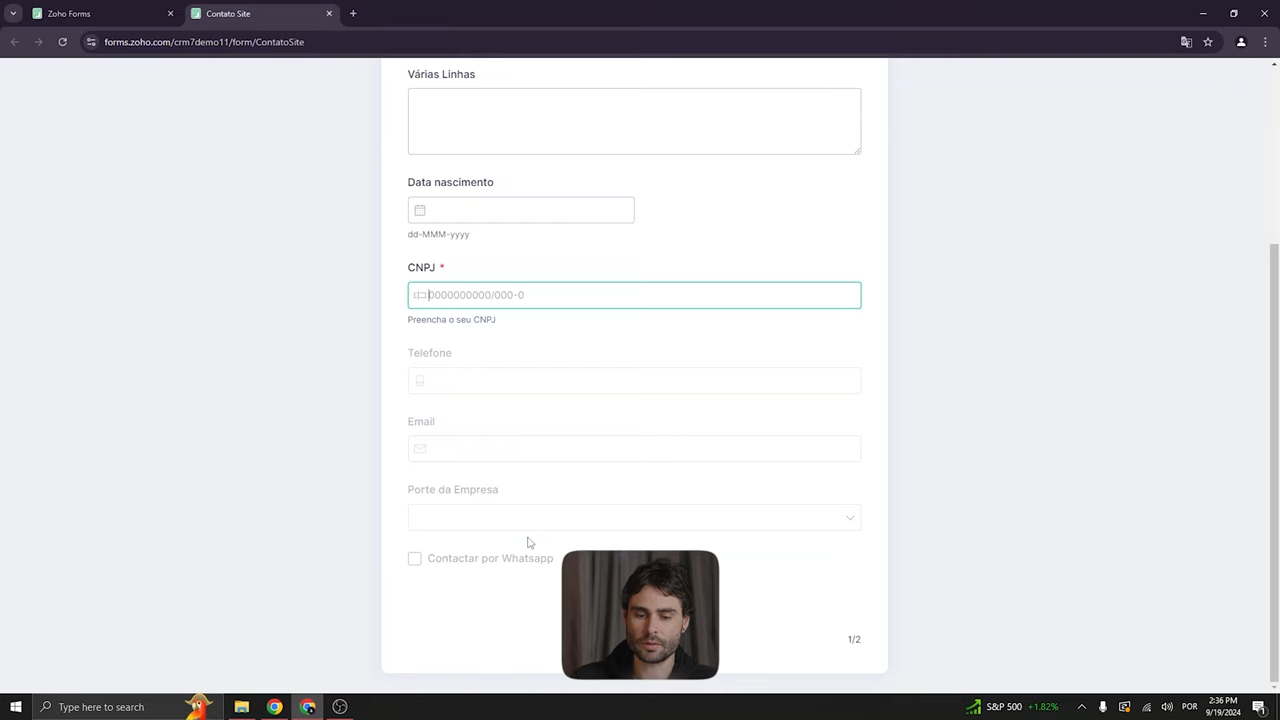 Zoho Forms
Contato Site
forms.zoho.com/crm7demo11/form/ContatoSite
Várias Linhas
Data nascimento
dd-MMM-yyyy
CNPJ *
0000000000/000-0
Preencha o seu CNPJ
Telefone
Email
Porte da Empresa
Contactar por Whatsapp
1/2
Type here to search
S&P 500 +1.82%
POR
2:36 PM
9/19/2024